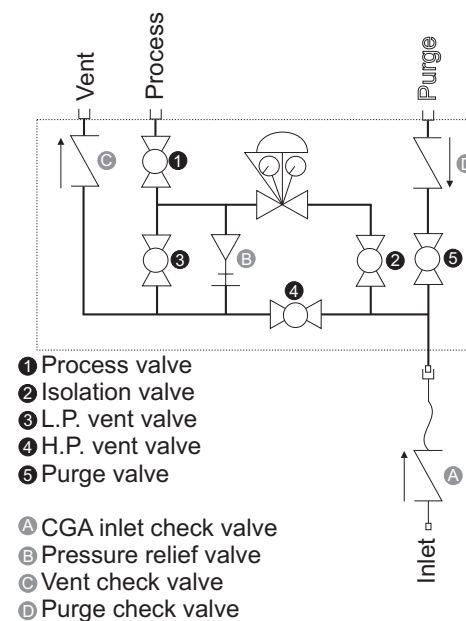 Vent
Process
Purge
C
1
D
3
B
2
5
4
1 Process valve
2 Isolation valve
3 L.P. vent valve
4 H.P. vent valve
5 Purge valve
A
A CGA inlet check valve
B Pressure relief valve
C Vent check valve
D Purge check valve
Inlet